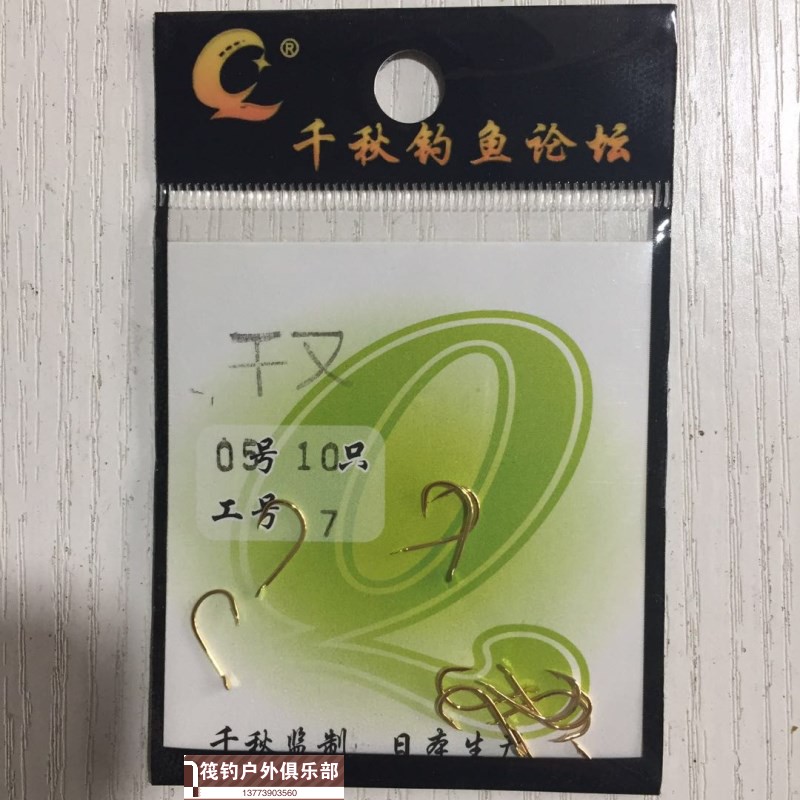 ®
千秋钓鱼论坛
千又
05号 10只
工号 7
千秋监制 日本生产
筏钓户外俱乐部
13773903560